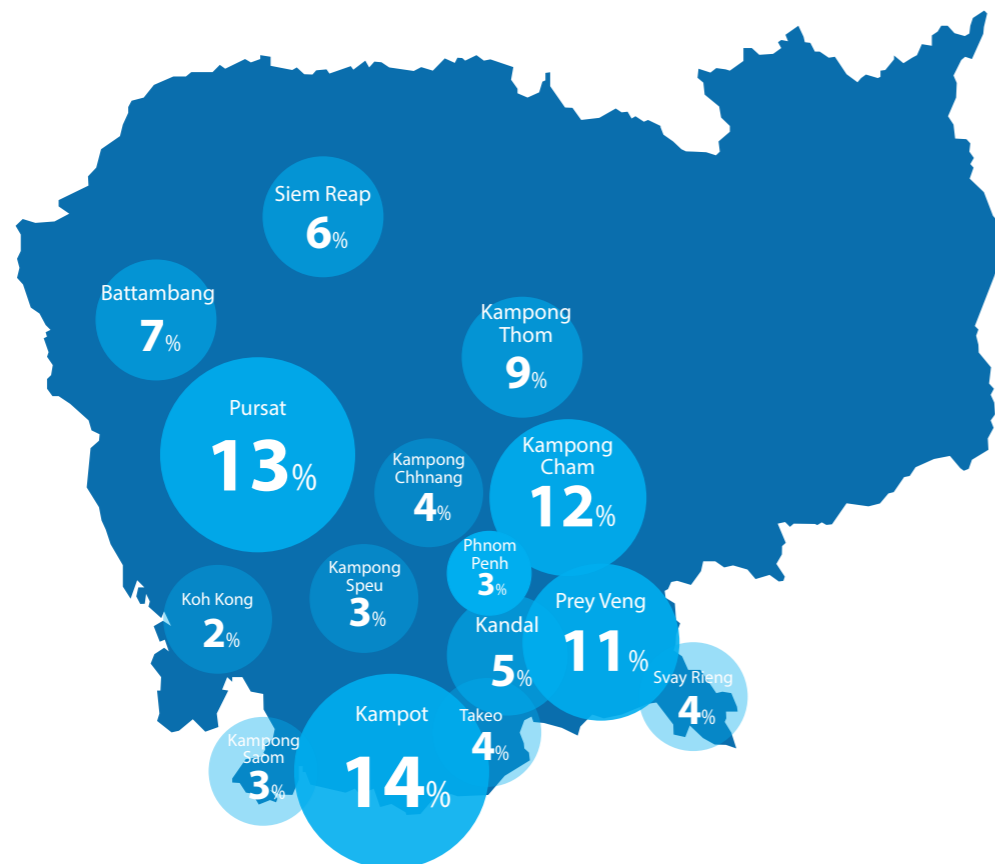 Siem Reap
6%
Battambang
7%
Kampong
Thom
9%
Pursat
13%
Kampong
Chhnang
4%
Kampong
Cham
12%
Phnom
Penh
3%
Kampong
Speu
3%
Koh Kong
2%
Kandal
5%
Prey Veng
11%
Svay Rieng
4%
Kampot
14%
Takeo
4%
Kampong
Saom
3%